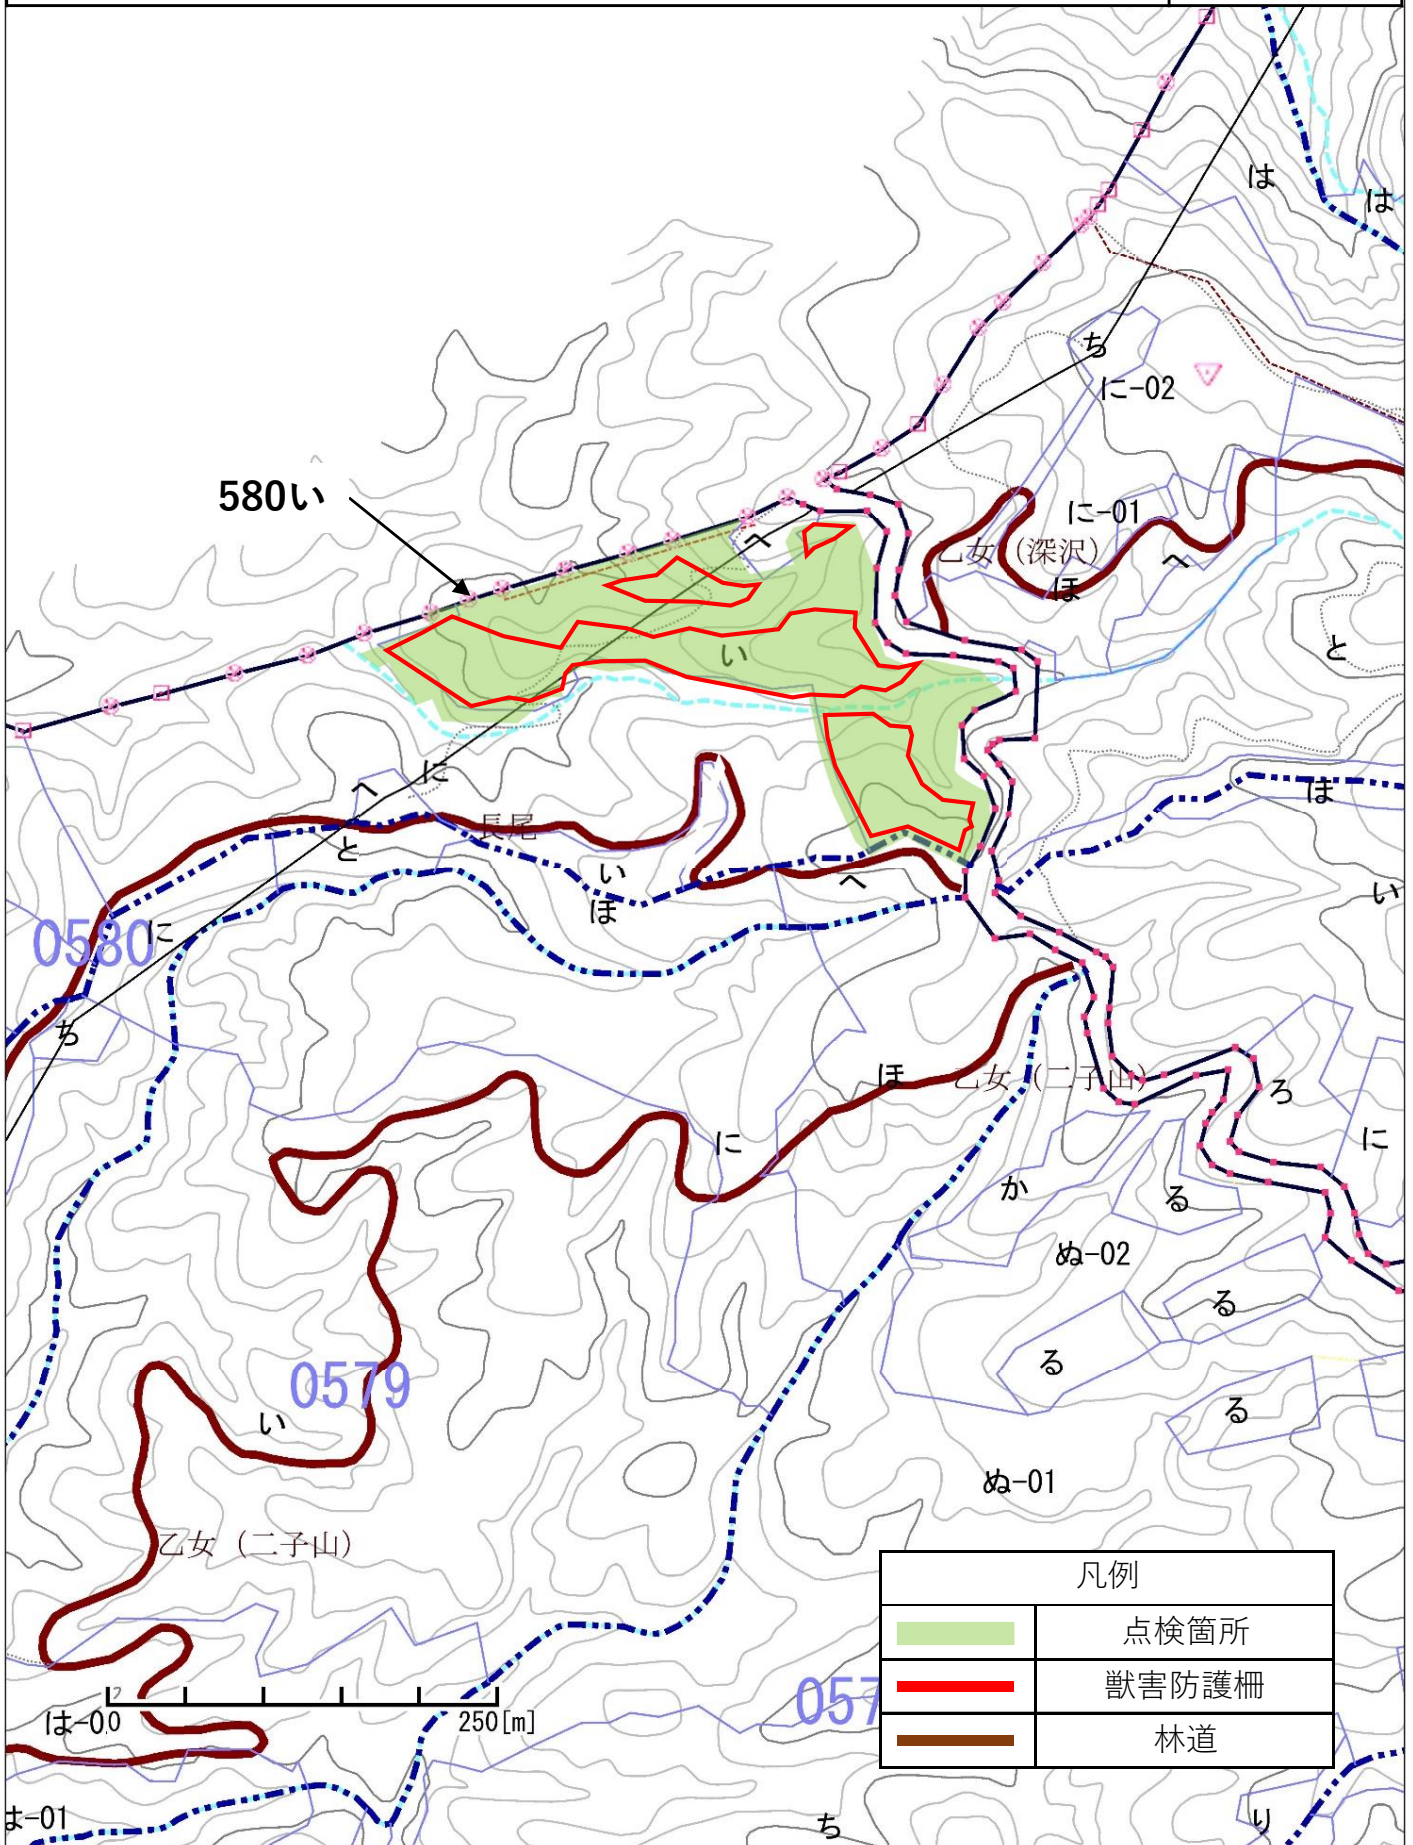 は
は
ち
に-02
580い
に-01
へ
乙女（深沢）
へ
ほ
と
い
に
へ
ほ
長尾
と
い
へ
い
ほ
0580
に
ち
ほ
乙女（二子山）
ろ
に
に
か
る
ぬ-02
る
る
0579
い
る
ぬ-01
乙女（二子山）
凡例
点検箇所
獣害防護柵
林道
057
は-0
0
250[m]
は-01
ち
り